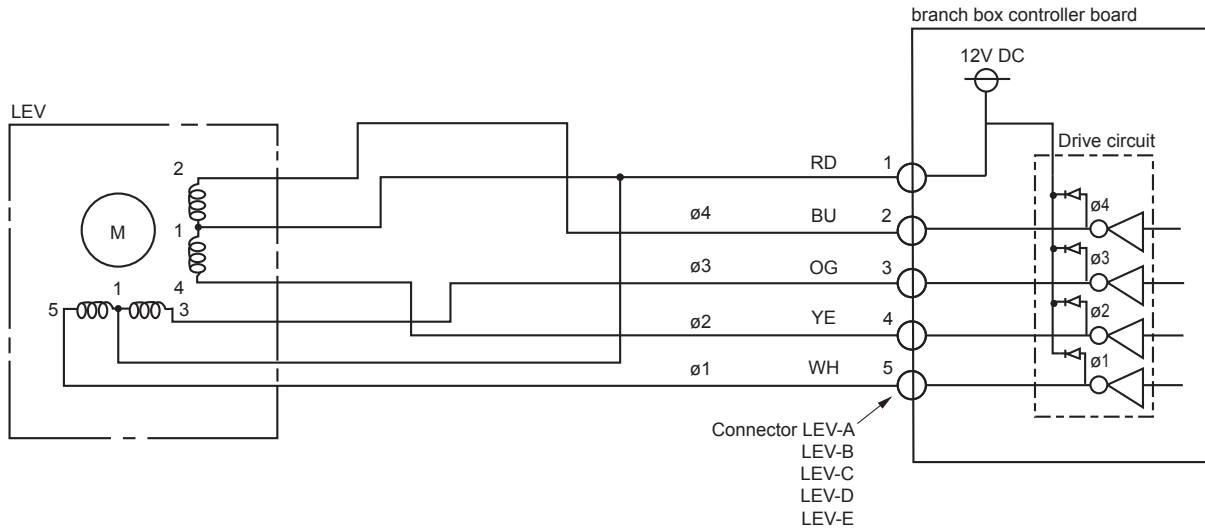 branch box controller board
12V DC
LEV
Drive circuit
2
RD
1
ø4
M
1
ø4
BU
2
ø3
4
ø3
OG
3
1
5
3
ø2
ø2
YE
4
ø1
ø1
WH
5
Connector LEV-A
LEV-B
LEV-C
LEV-D
LEV-E